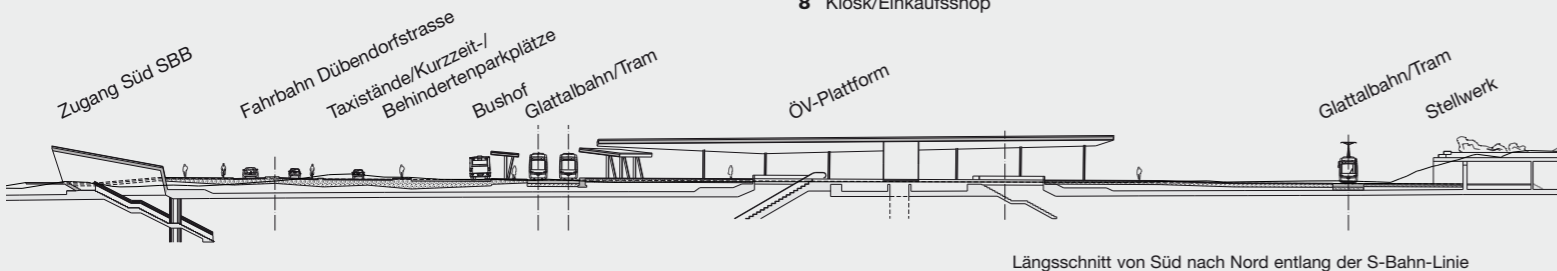 8 Kiosk/Einkaufsshop
Zugang Süd SBB
Fahrbahn Dübendorfstrasse
Taxistände/Kurzzeit-/
Behindertenparkplätze
Bushof
Glattalbahn/Tram
ÖV-Plattform
Glattalbahn/Tram
Stellwerk
Längsschnitt von Süd nach Nord entlang der S-Bahn-Linie